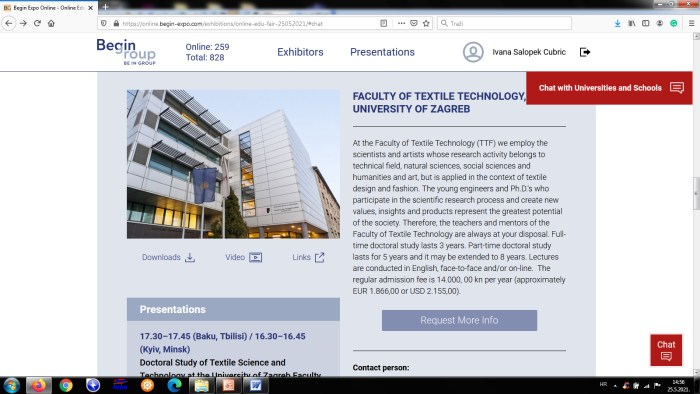 Begin Expo Online - Online Ex
https://online.begin-expo.com/exhibitions/online-edu-fair-25052021/#chat
Traži
Begin
Group
BE IN GROUP
Online: 259
Total: 828
Exhibitors
Presentations
Ivana Salopek Cubric
Chat with Universities and Schools
FACULTY OF TEXTILE TECHNOLOGY,
UNIVERSITY OF ZAGREB
At the Faculty of Textile Technology (TTF) we employ the
scientists and artists whose research activity belongs to
technical field, natural sciences, social sciences and
humanities and art, but is applied in the context of textile
design and fashion. The young engineers and Ph.D.'s who
participate in the scientific research process and create new
values, insights and products represent the greatest potential
of the society. Therefore, the teachers and mentors of the
Faculty of Textile Technology are always at your disposal. Full-
time doctoral study lasts 3 years. Part-time doctoral study
lasts for 5 years and it may be extended to 8 years. Lectures
are conducted in English, face-to-face and/or on-line. The
regular admission fee is 14.000, 00 kn per year (approximately
EUR 1.866,00 or USD 2.155,00).
Request More Info
Contact person:
Downloads
Video
Links
Presentations
17.30–17.45 (Baku, Tbilisi) / 16.30–16.45
(Kyiv, Minsk)
Doctoral Study of Textile Science and
Technology at the University of Zagreb Faculty
Chat
HR
14:56
25.5.2021.